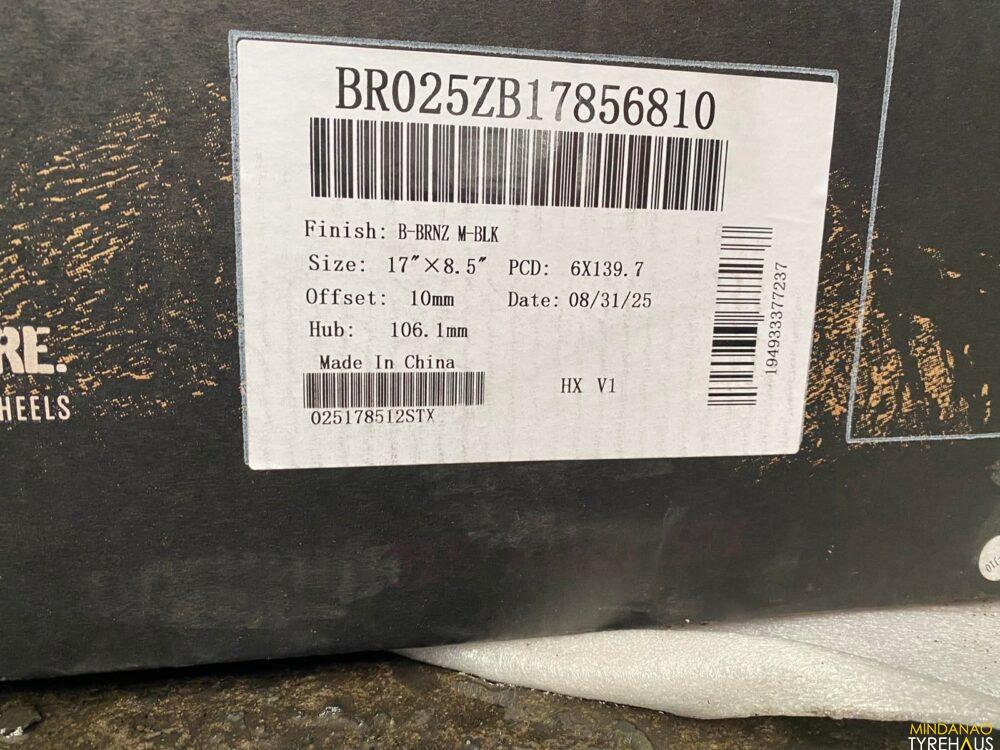 BR025ZB17856810
Finish: B-BRNZ M-BLK
Size: 17"×8.5" PCD: 6X139.7
Offset: 10mm Date: 08/31/25
Hub: 106.1mm
Made In China
HX V1
025178512STX
194933377237
RE.
HEELS
MINDANAO
TYREHAUS